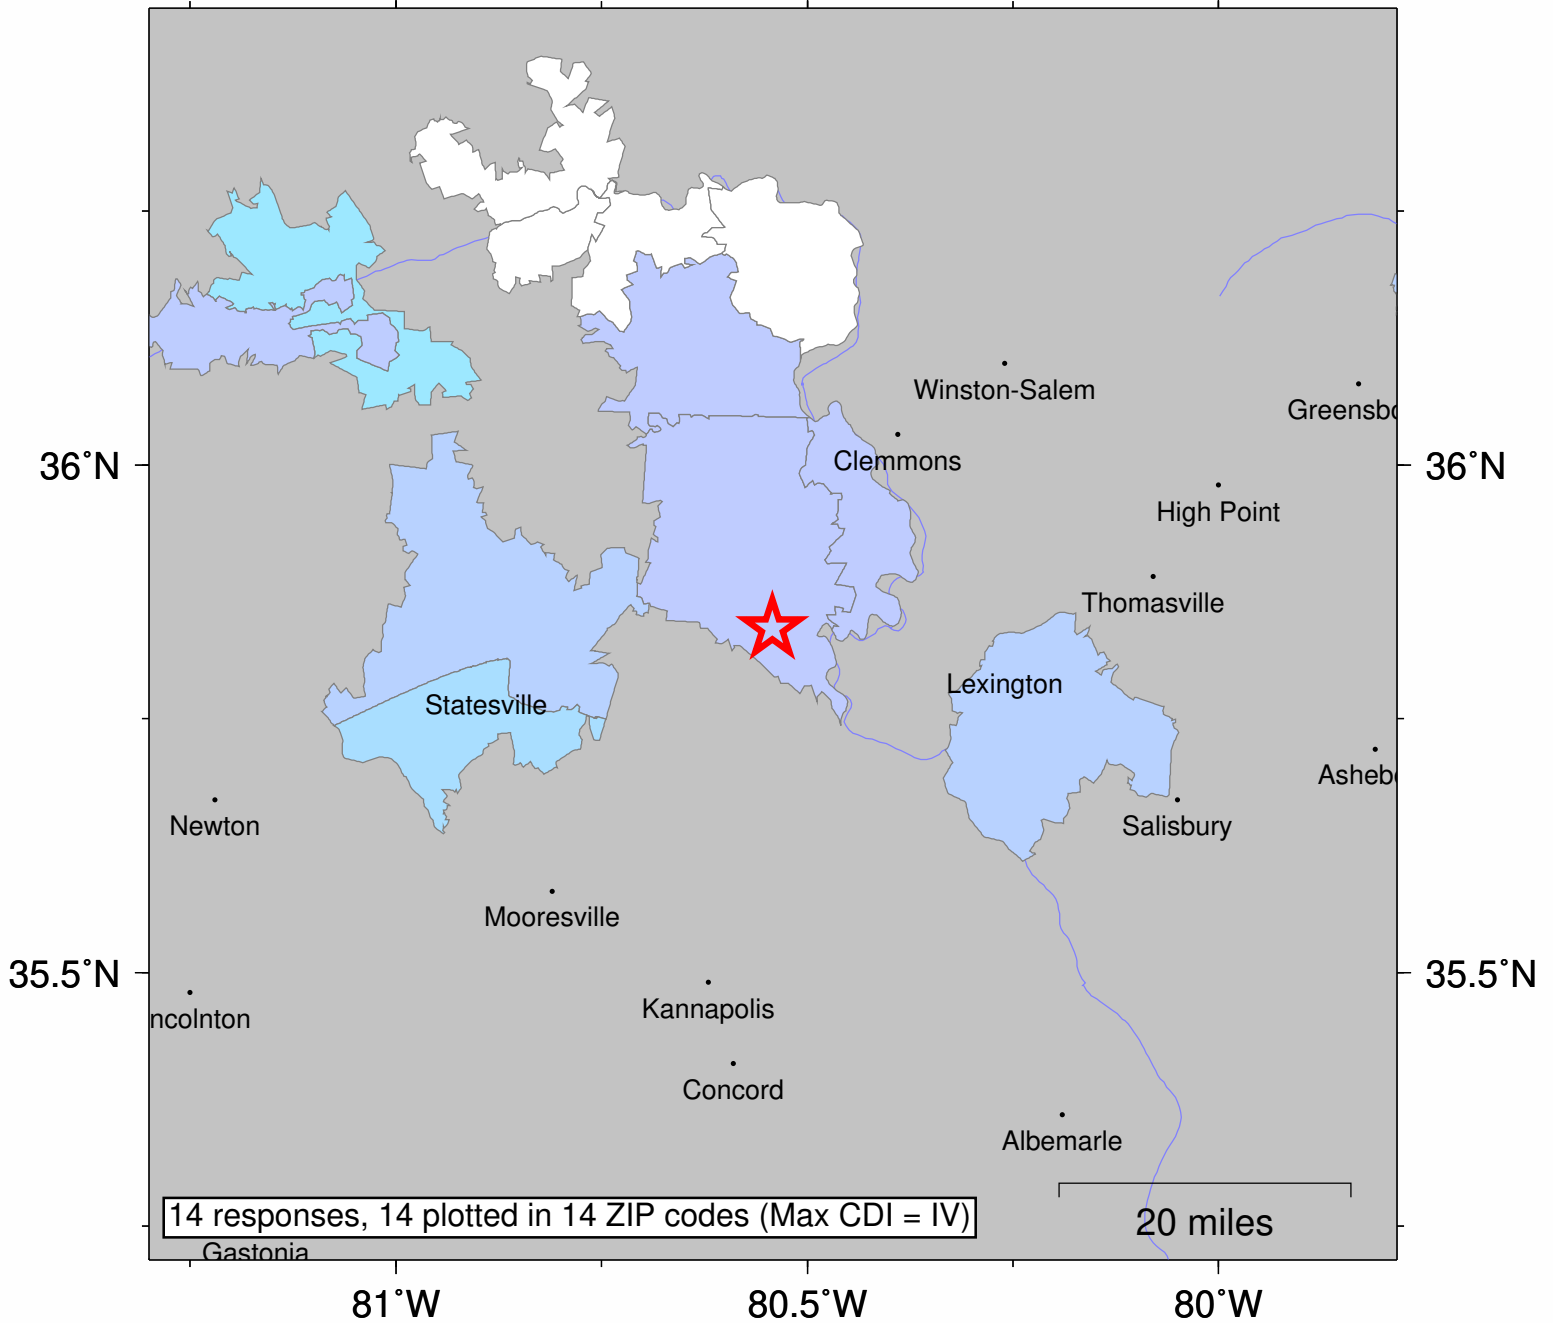 Winston-Salem
Greensbo
Clemmons
36˚N
36˚N
High Point
Thomasville
Lexington
Statesville
Ashebo
Newton
Salisbury
Mooresville
35.5˚N
35.5˚N
Kannapolis
ncolnton
Concord
Albemarle
14 responses, 14 plotted in 14 ZIP codes (Max CDI = IV)
20 miles
Gastonia
81˚W
80.5˚W
80˚W